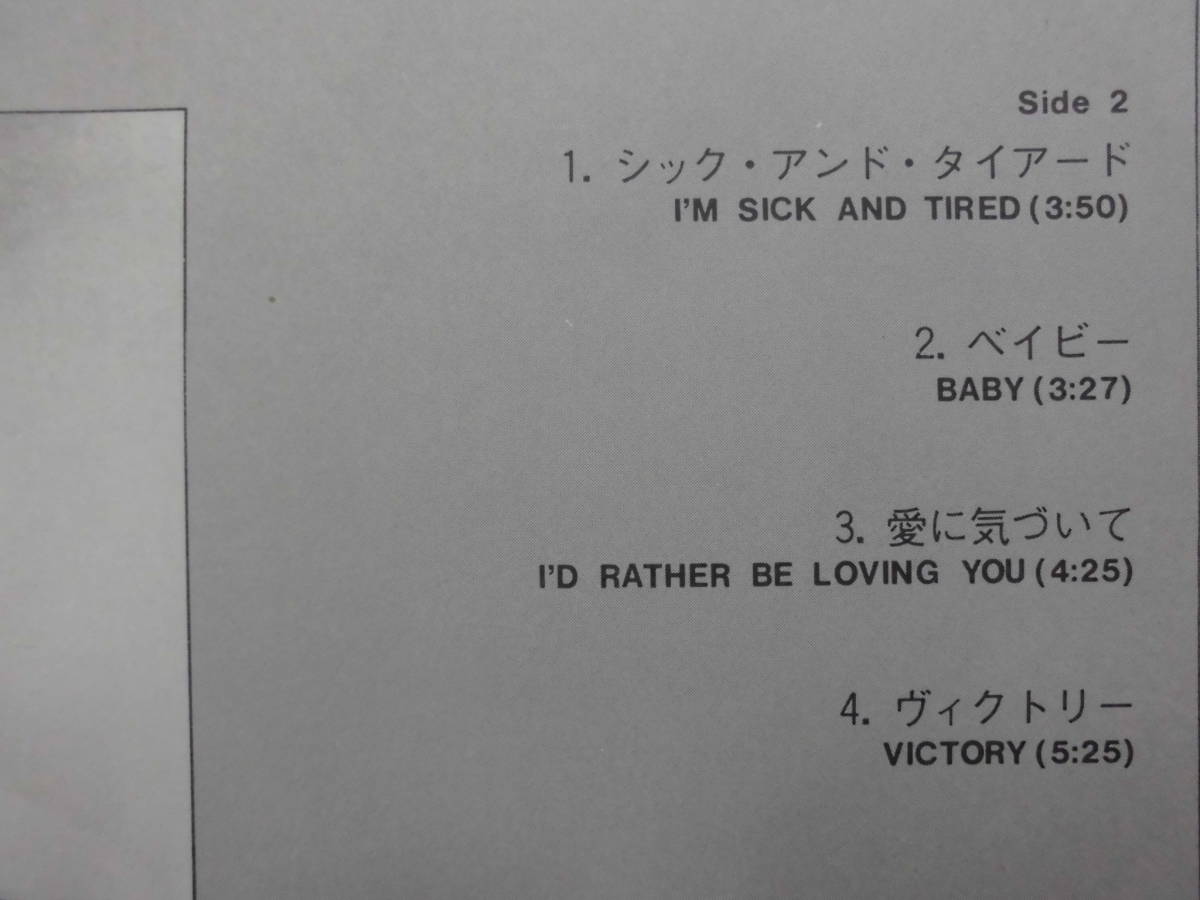 Side 2
1. シック・アンド・タイアード
I'M SICK AND TIRED(3:50)
2. ベイビー
BABY(3:27)
3. 愛に気づいて
I'D RATHER BE LOVING YOU(4:25)
4. ヴィクトリー
VICTORY(5:25)